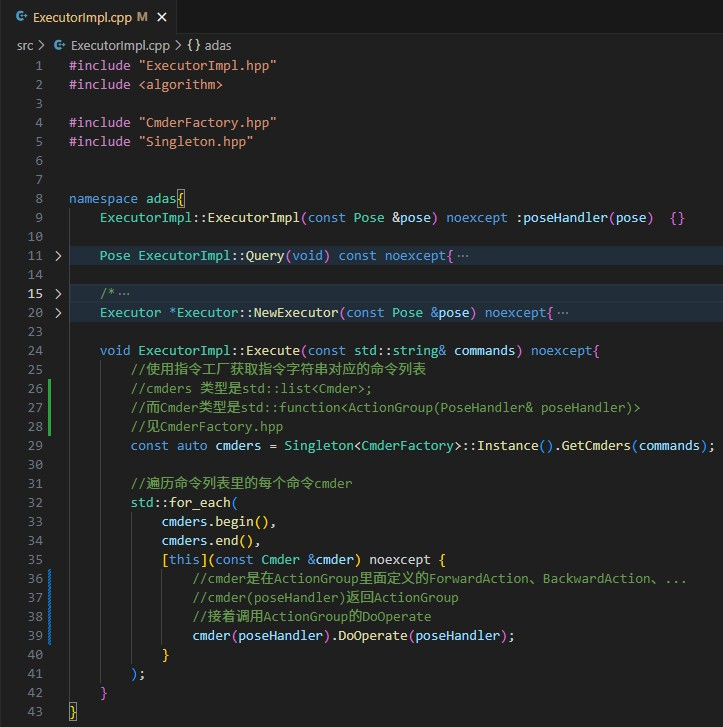 ExecutorImpl.cpp M ×
src > ExecutorImpl.cpp > {} adas
1 #include "ExecutorImpl.hpp"
2 #include <algorithm>
3
4 #include "CmderFactory.hpp"
5 #include "Singleton.hpp"
6
7
8 namespace adas{
9 ExecutorImpl::ExecutorImpl(const Pose &pose) noexcept :poseHandler(pose) {}
10
11 Pose ExecutorImpl::Query(void) const noexcept{ ⋯
14
15 /* ⋯
20 Executor *Executor::NewExecutor(const Pose &pose) noexcept{ ⋯
23
24 void ExecutorImpl::Execute(const std::string& commands) noexcept{
25 //使用指令工厂获取指令字符串对应的命令列表
26 //cmders 类型是std::list<Cmder>;
27 //而Cmder类型是std::function<ActionGroup(PoseHandler& poseHandler)>
28 //见CmderFactory.hpp
29 const auto cmders = Singleton<CmderFactory>::Instance().GetCmders(commands);
30
31 //遍历命令列表里的每个命令cmder
32 std::for_each(
33 cmders.begin(),
34 cmders.end(),
35 [this](const Cmder &cmder) noexcept {
36 //cmder是在ActionGroup里面定义的ForwardAction、BackwardAction、...
37 //cmder(poseHandler)返回ActionGroup
38 //接着调用ActionGroup的DoOperate
39 cmder(poseHandler).DoOperate(poseHandler);
40 }
41 );
42 }
43 }